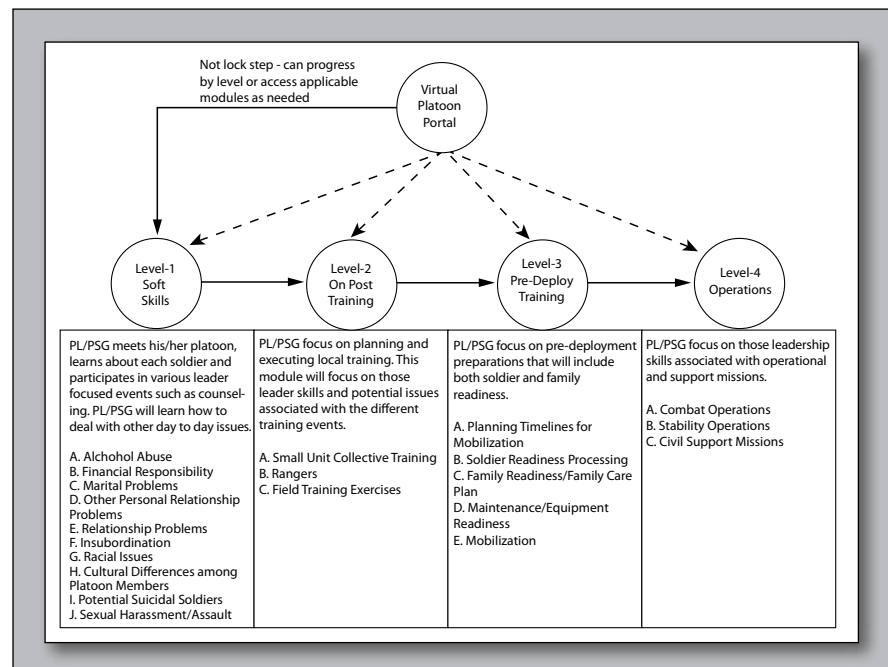 Not lock step - can progress
by level or access applicable
modules as needed
Virtual
Platoon
Portal
Level-1
Soft
Skills
Level-2
On Post
Training
Level-3
Pre-Deploy
Training
Level-4
Operations
PL/PSG meets his/her platoon,
learns about each soldier and
participates in various leader
focused events such as counsel-
ing. PL/PSG will learn how to
deal with other day to day issues.
A. Alchohol Abuse
B. Financial Responsibility
C. Marital Problems
D. Other Personal Relationship
Problems
E. Relationship Problems
F. Insubordination
G. Racial Issues
H. Cultural Differences among
Platoon Members
I. Potential Suicidal Soldiers
J. Sexual Harassment/Assault
PL/PSG focus on planning and
executing local training. This
module will focus on those
leader skills and potential issues
associated with the different
training events.
A. Small Unit Collective Training
B. Rangers
C. Field Training Exercises
PL/PSG focus on pre-deployment
preparations that will include
both soldier and family
readiness.
A. Planning Timelines for
Mobilization
B. Soldier Readiness Processing
C. Family Readiness/Family Care
Plan
D. Maintenance/Equipment
Readiness
E. Mobilization
PL/PSG focus on those leadership
skills associated with operational
and support missions.
A. Combat Operations
B. Stability Operations
C. Civil Support Missions